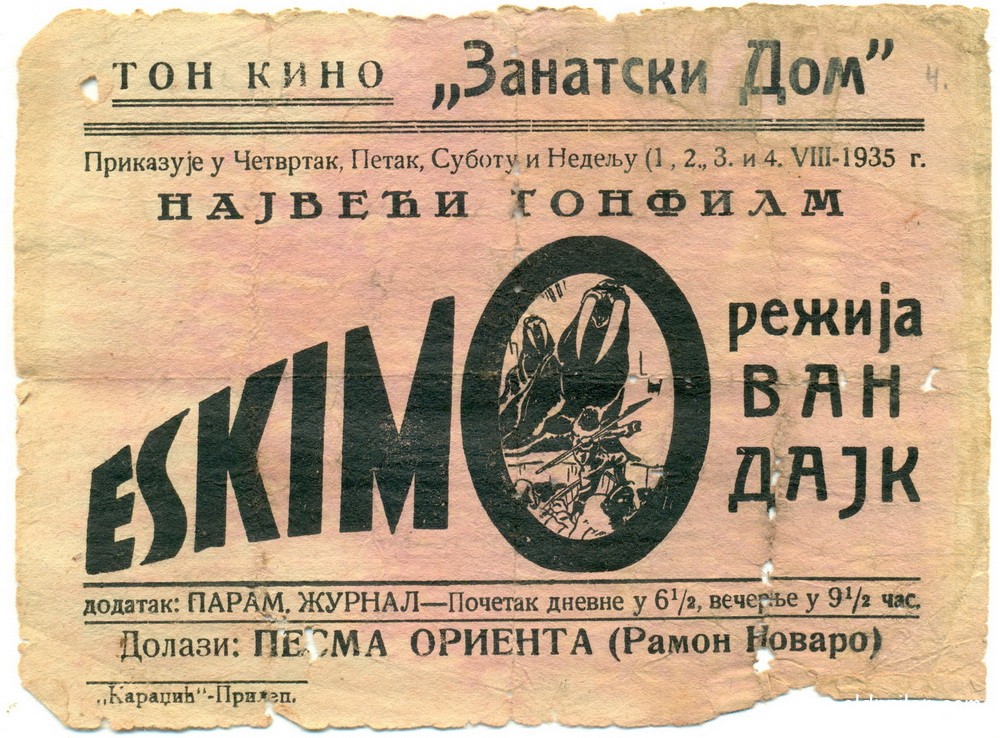 ТОН КИНО „Занатски Дом”
4.
Приказује у Четвртак, Петак, Суботу и Недељу (1, 2., 3. и 4. VIII-1935 г.
НАЈВЕЋИ ТОНФИЛМ
ESKIMO
режија
ВАН
ДАЈК
додатак: ПАРАМ. ЖУРНАЛ—Почетак дневне у 6¹/₂, вечерње у 9¹/₂ час.
Долази: ПЕСМА ОРИЕНТА (Рамон Новаро)
„Караџић“-Прилеп.